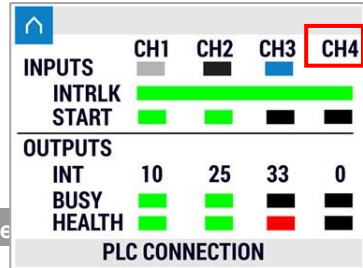 CH1 CH2 CH3 CH4
INPUTS
INTRLK
START
OUTPUTS
INT 10 25 33 0
BUSY
HEALTH
e
PLC CONNECTION